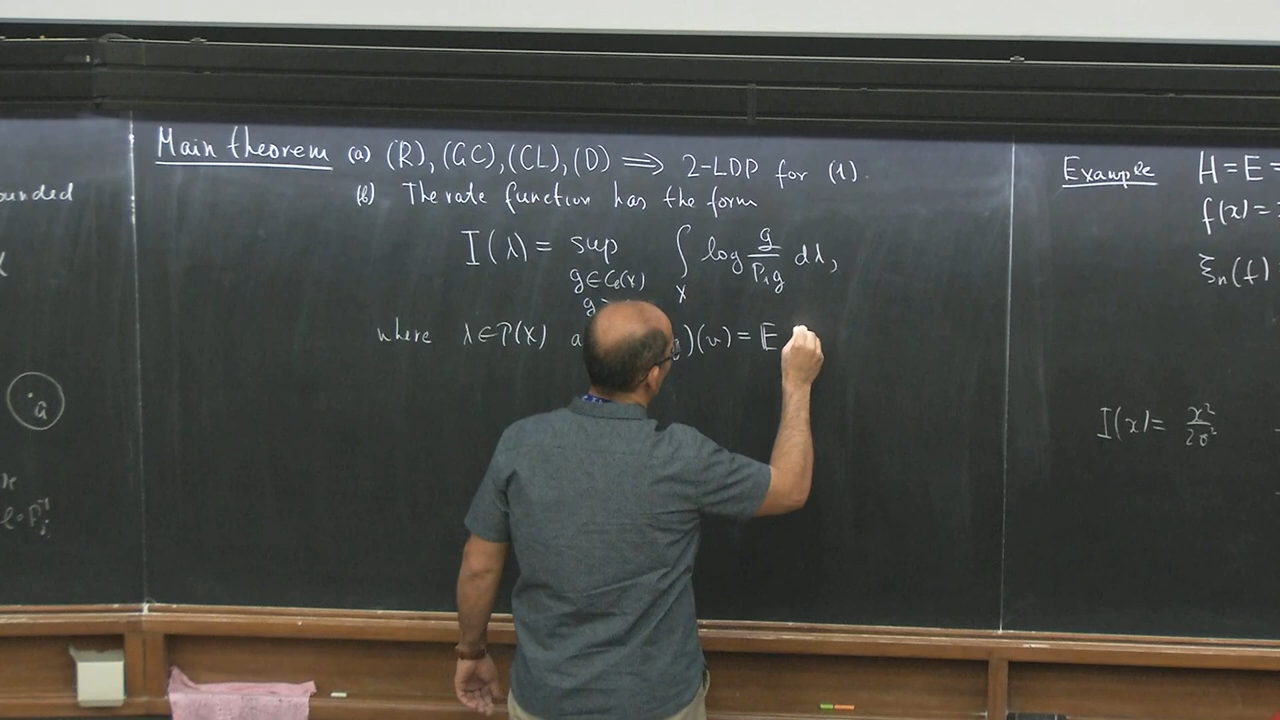 ounded
a
Main theorem (a) (R), (GC), (CL), (D) ⟹ 2-LDP for (1).
(b) The rate function has the form
I(λ) = sup ∫ log g/P₁g dλ,
g∈C_b(X) X
g
where λ∈P(X) a )(v) = E
Example H = E =
f(x) =
ξₙ(f)
I(x) = x²/2σ²